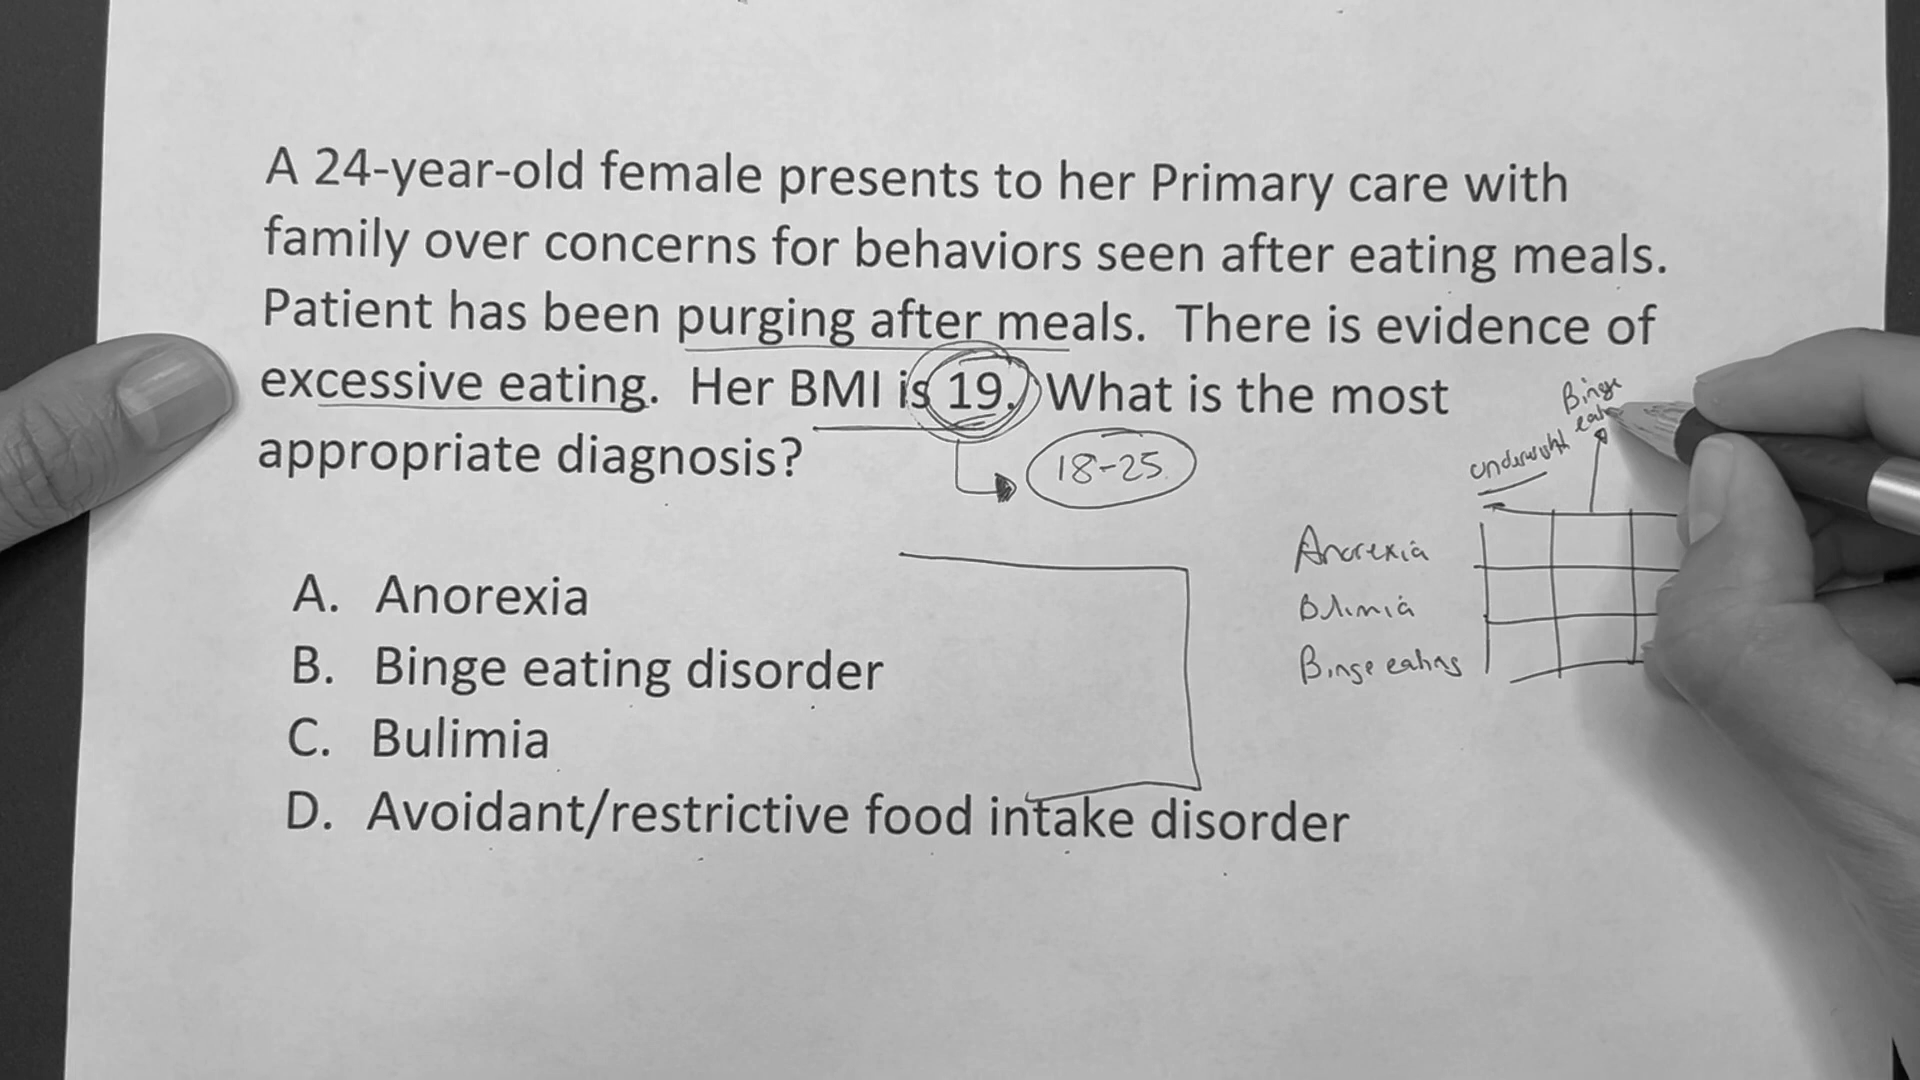 A 24-year-old female presents to her Primary care with
family over concerns for behaviors seen after eating meals.
Patient has been purging after meals. There is evidence of
excessive eating. Her BMI is 19. What is the most
appropriate diagnosis?
18-25
Binge
underweight
A. Anorexia
B. Binge eating disorder
C. Bulimia
D. Avoidant/restrictive food intake disorder
Anorexia
Bulimia
Binge eating